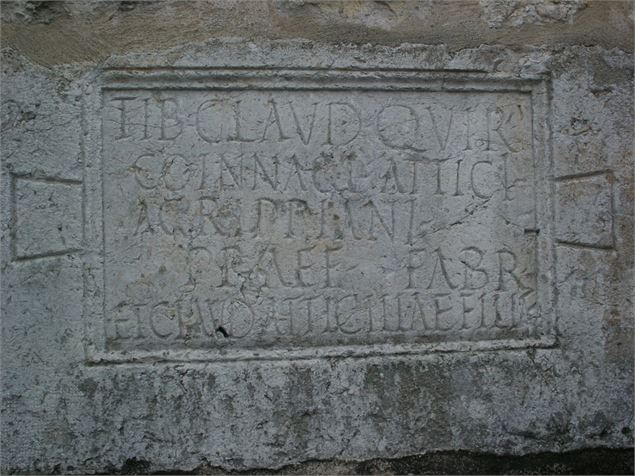 TIB CLAVD QVIR
COINNAGI ATTICI
AGRIPPIANI
PRAEF FABR
ET CLAVD ATTICILLAE FILIAE